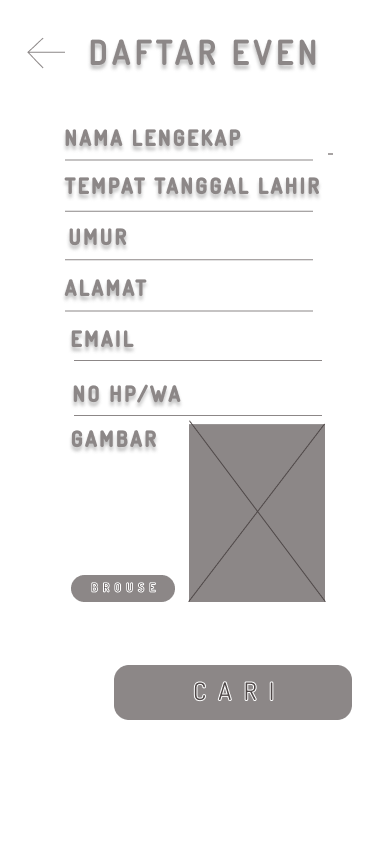 DAFTAR EVEN
NAMA LENGEKAP
TEMPAT TANGGAL LAHIR
UMUR
ALAMAT
EMAIL
NO HP/WA
GAMBAR
BROUSE
CARI